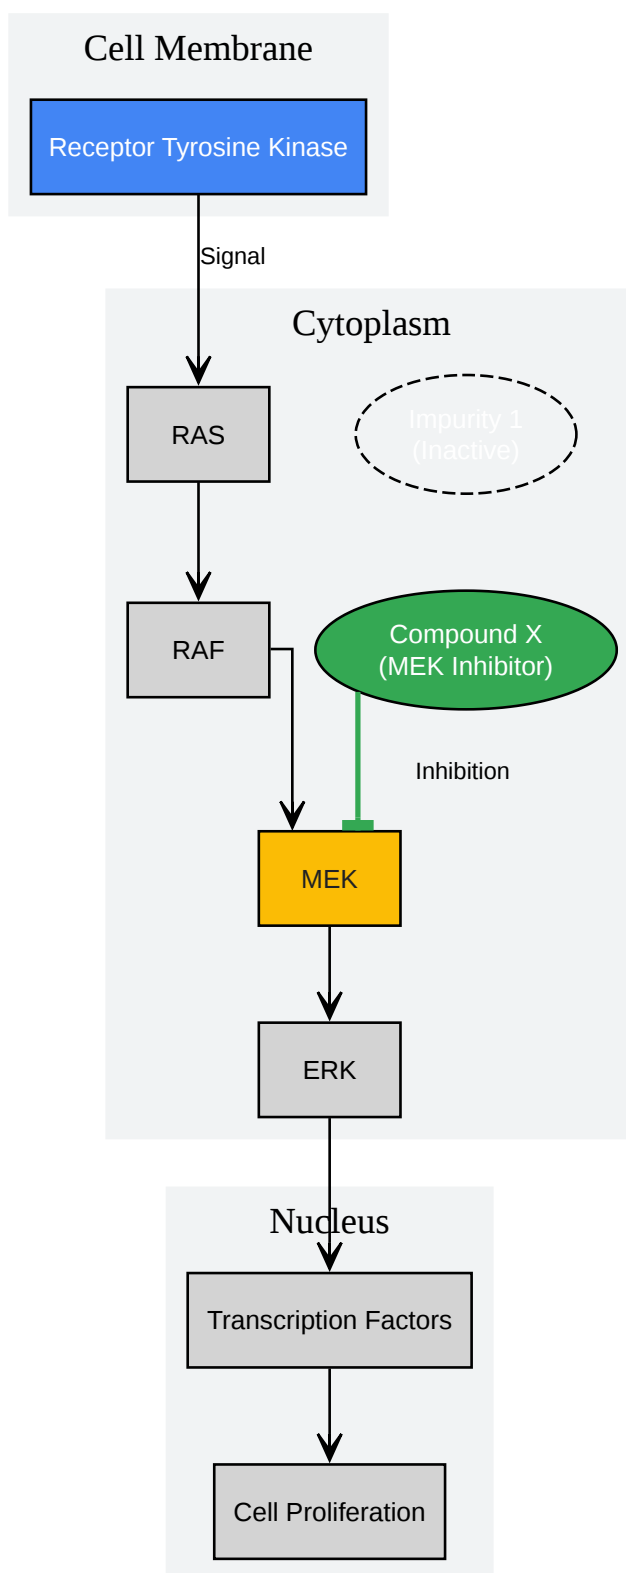 Cell Membrane
Receptor Tyrosine Kinase
Signal
Cytoplasm
RAS
Impurity 1
(Inactive)
RAF
Compound X
(MEK Inhibitor)
Inhibition
MEK
ERK
Nucleus
Transcription Factors
Cell Proliferation